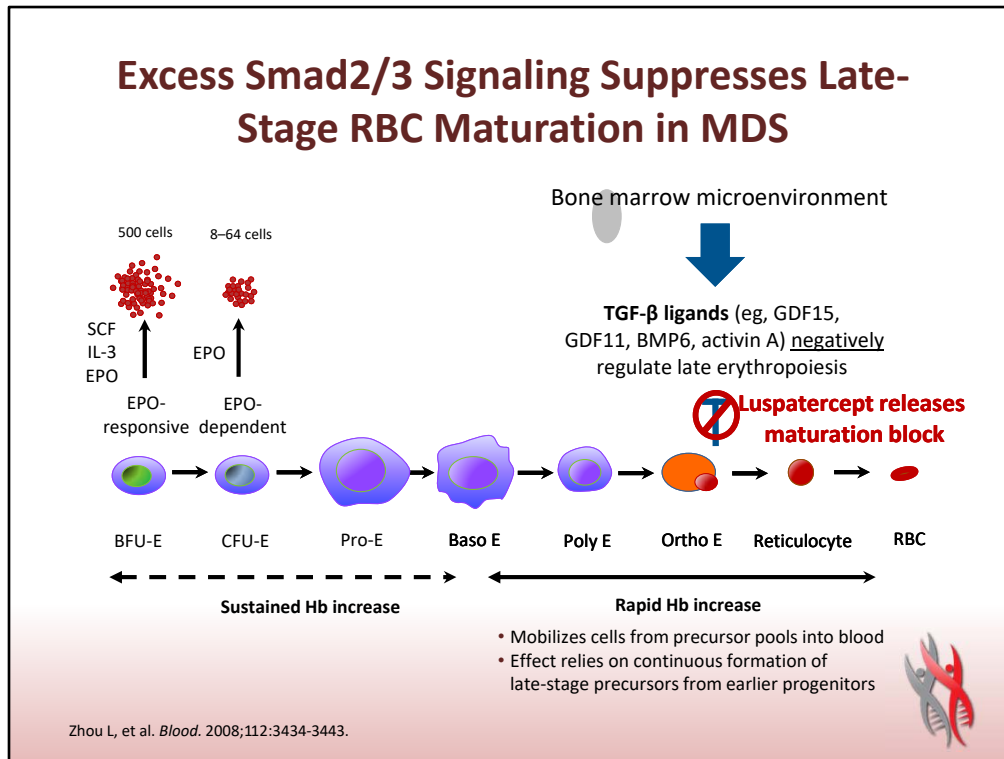 Excess Smad2/3 Signaling Suppresses Late-
Stage RBC Maturation in MDS
Bone marrow microenvironment
500 cells
8–64 cells
TGF-β ligands (eg, GDF15,
GDF11, BMP6, activin A) negatively
regulate late erythropoiesis
SCF
IL-3
EPO
EPO
EPO-
responsive
EPO-
dependent
Luspatercept releases
maturation block
BFU-E
CFU-E
Pro-E
Baso E
Poly E
Ortho E
Reticulocyte
RBC
Sustained Hb increase
Rapid Hb increase
• Mobilizes cells from precursor pools into blood
• Effect relies on continuous formation of
late-stage precursors from earlier progenitors
Zhou L, et al. Blood. 2008;112:3434-3443.